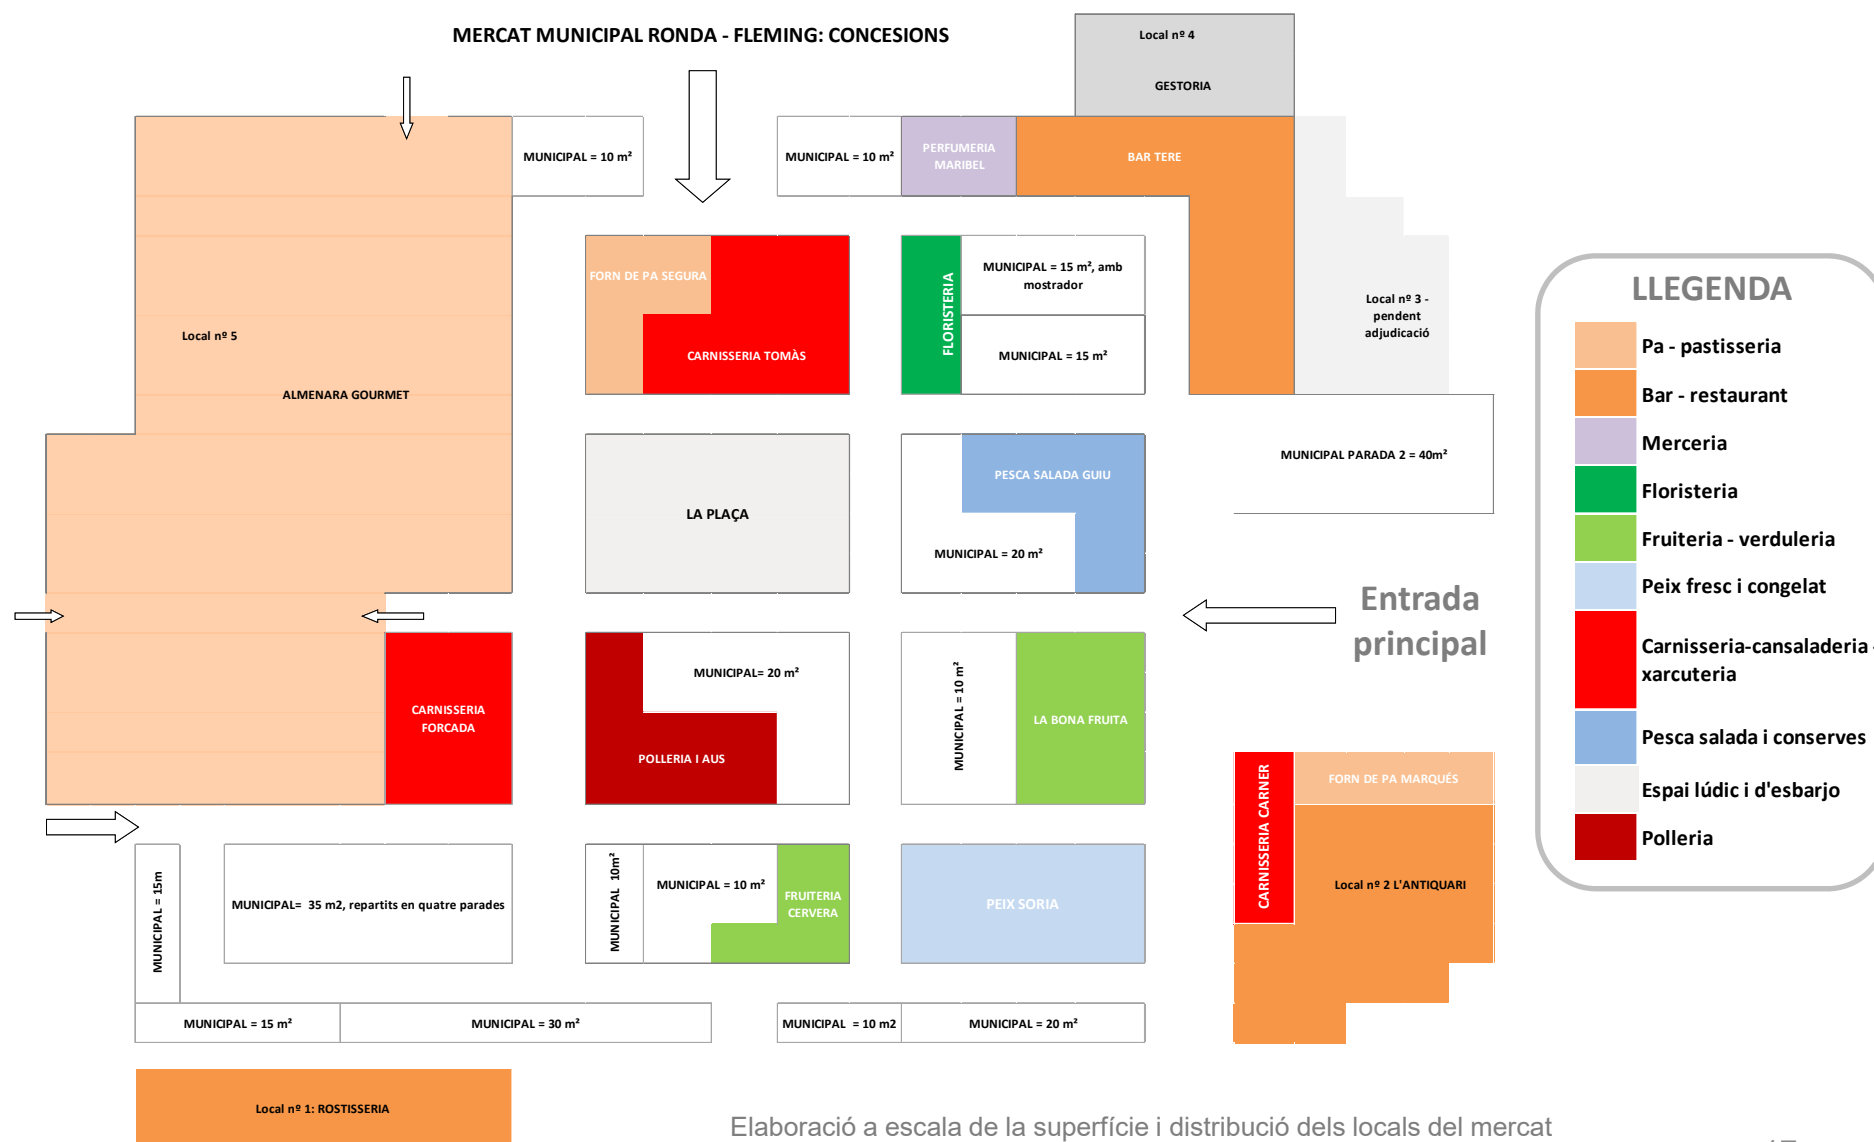 MERCAT MUNICIPAL RONDA - FLEMING: CONCESIONS
Local nº 4
GESTORIA
MUNICIPAL = 10 m²
MUNICIPAL = 10 m²
PERFUMERIA
MARIBEL
BAR TERE
FORN DE PA SEGURA
CARNISSERIA TOMÀS
FLORISTERIA
MUNICIPAL = 15 m², amb
mostrador
MUNICIPAL = 15 m²
Local nº 3 -
pendent
adjudicació
Local nº 5
ALMENARA GOURMET
LA PLAÇA
PESCA SALADA GUIU
MUNICIPAL = 20 m²
MUNICIPAL PARADA 2 = 40m²
Entrada
principal
CARNISSERIA
FORCADA
MUNICIPAL= 20 m²
POLLERIA I AUS
MUNICIPAL = 10 m²
LA BONA FRUITA
CARNISSERIA CARNER
FORN DE PA MARQUÉS
Local nº 2 L'ANTIQUARI
MUNICIPAL = 15m
MUNICIPAL=  35 m2, repartits en quatre parades
MUNICIPAL  10m²
MUNICIPAL = 10 m²
FRUITERIA
CERVERA
PEIX SORIA
MUNICIPAL = 15 m²
MUNICIPAL = 30 m²
MUNICIPAL  = 10 m2
MUNICIPAL = 20 m²
Local nº 1: ROSTISSERIA
LLEGENDA
Pa - pastisseria
Bar - restaurant
Merceria
Floristeria
Fruiteria - verduleria
Peix fresc i congelat
Carnisseria-cansaladeria -
xarcuteria
Pesca salada i conserves
Espai lúdic i d'esbarjo
Polleria
Elaboració a escala de la superfície i distribució dels locals del mercat